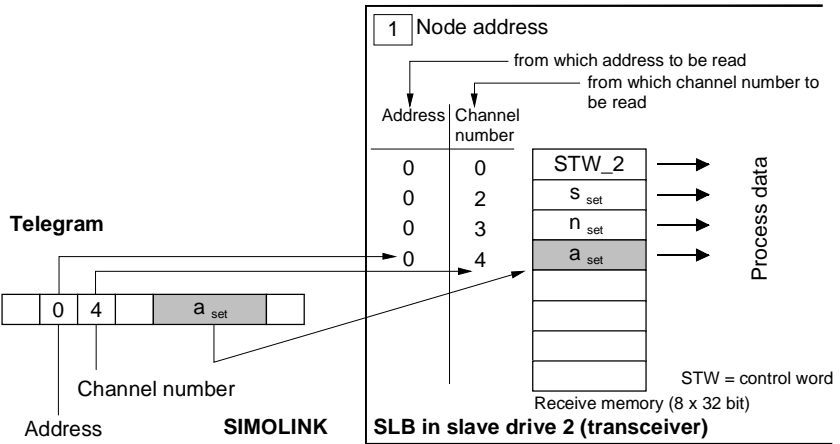 1 Node address
from which address to be read
from which channel number to
be read
Address Channel
number
0 0 STW_2
0 2 s set
0 3 n set
0 4 a set
Process data
Telegram
0 4 a set
Channel number
Address
SIMOLINK
STW = control word
Receive memory (8 x 32 bit)
SLB in slave drive 2 (transceiver)